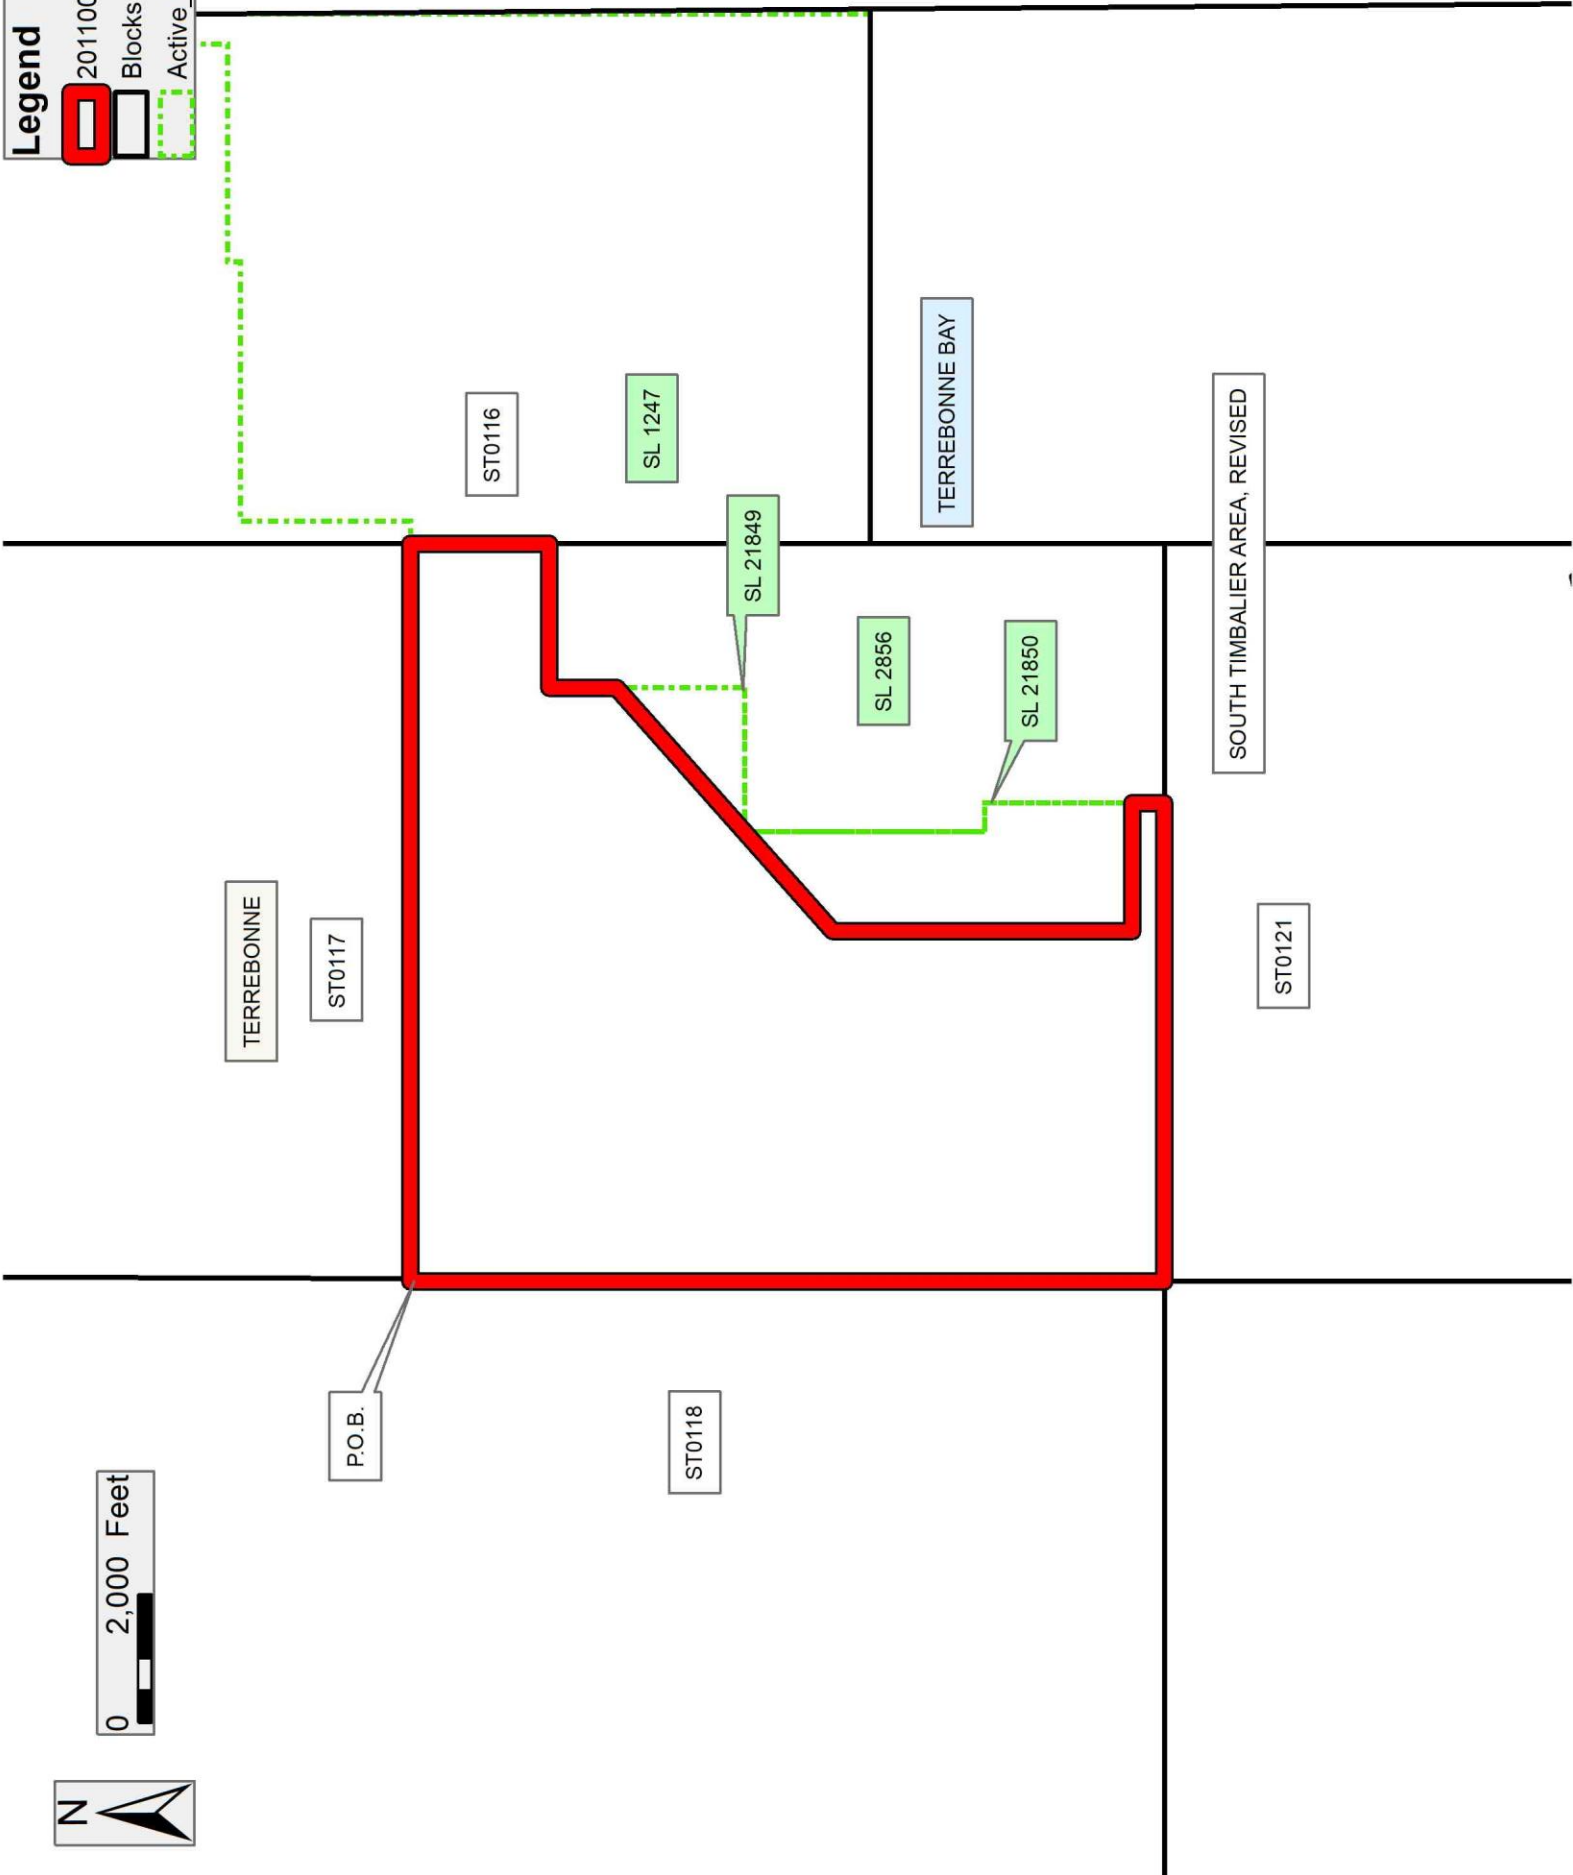 Legend
Blocks
TERREBONNE
ST0117
P.O.B.
ST0116
SL 1247
SL 21849
SL 2856
SL 21850
ST0118
TERREBONNE BAY
SOUTH TIMBALIER AREA, REVISED
ST0121
0 2,000 Feet
N